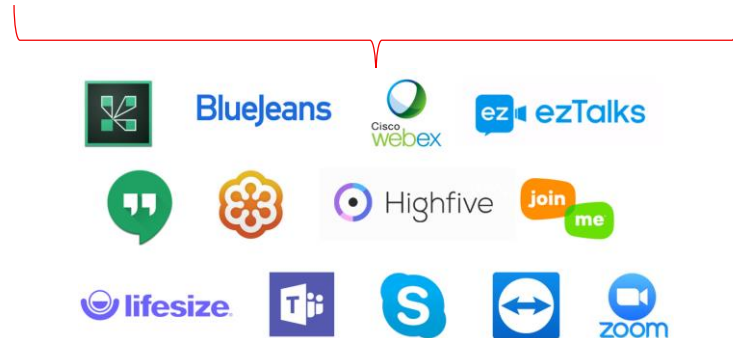 BlueJeans
Cisco
webex
ez ezTalks
Highfive
join
me
lifesize
T
S
zoom